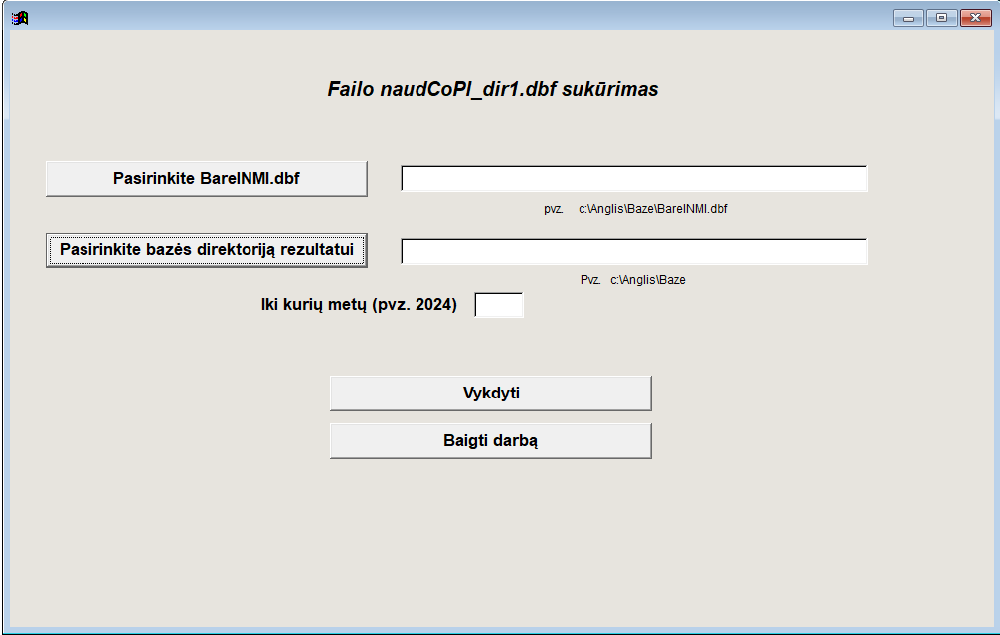 Failo naudCoPl_dir1.dbf sukūrimas
Pasirinkite BareINMI.dbf
pvz. c:\Anglis\Baze\BareINMI.dbf
Pasirinkite bazės direktoriją rezultatui
Pvz. c:\Anglis\Baze
Iki kurių metų (pvz. 2024)
Vykdyti
Baigti darbą